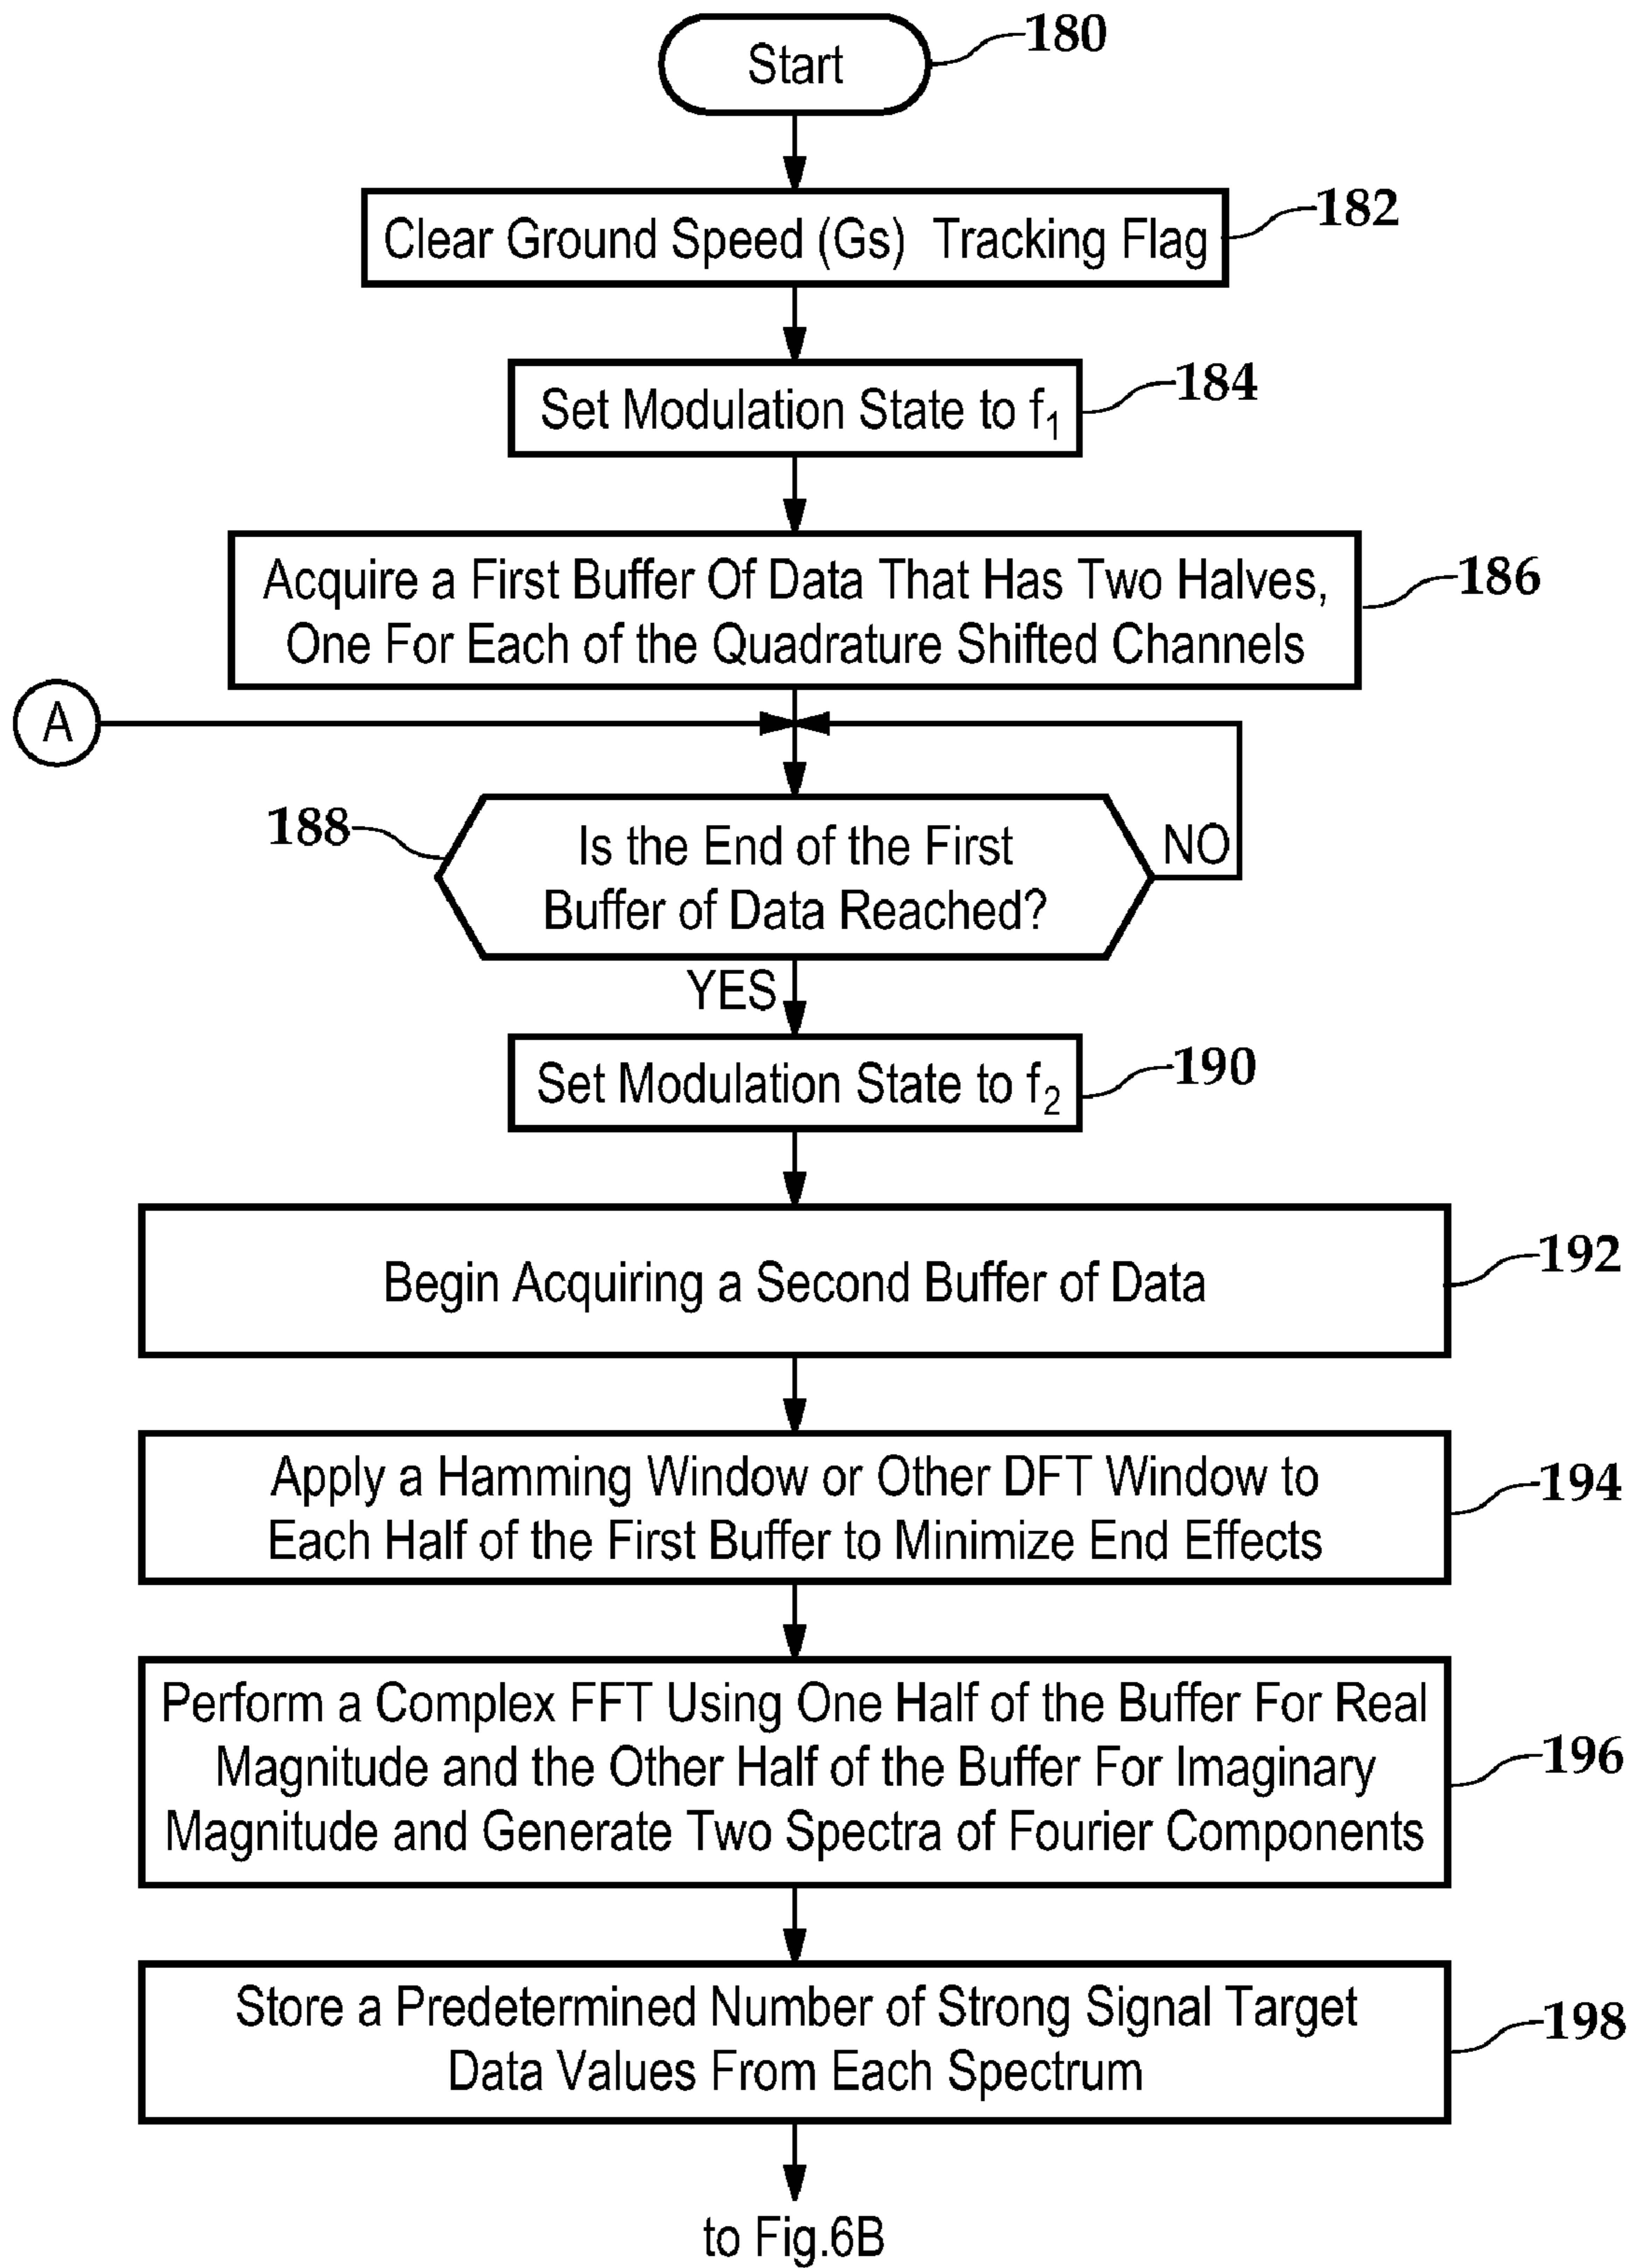 Start
180
Clear Ground Speed (Gs) Tracking Flag
182
Set Modulation State to f1
184
Acquire a First Buffer Of Data That Has Two Halves,
One For Each of the Quadrature Shifted Channels
186
A
188
Is the End of the First
Buffer of Data Reached?
NO
YES
Set Modulation State to f2
190
Begin Acquiring a Second Buffer of Data
192
Apply a Hamming Window or Other DFT Window to
Each Half of the First Buffer to Minimize End Effects
194
Perform a Complex FFT Using One Half of the Buffer For Real
Magnitude and the Other Half of the Buffer For Imaginary
Magnitude and Generate Two Spectra of Fourier Components
196
Store a Predetermined Number of Strong Signal Target
Data Values From Each Spectrum
198
to Fig.6B